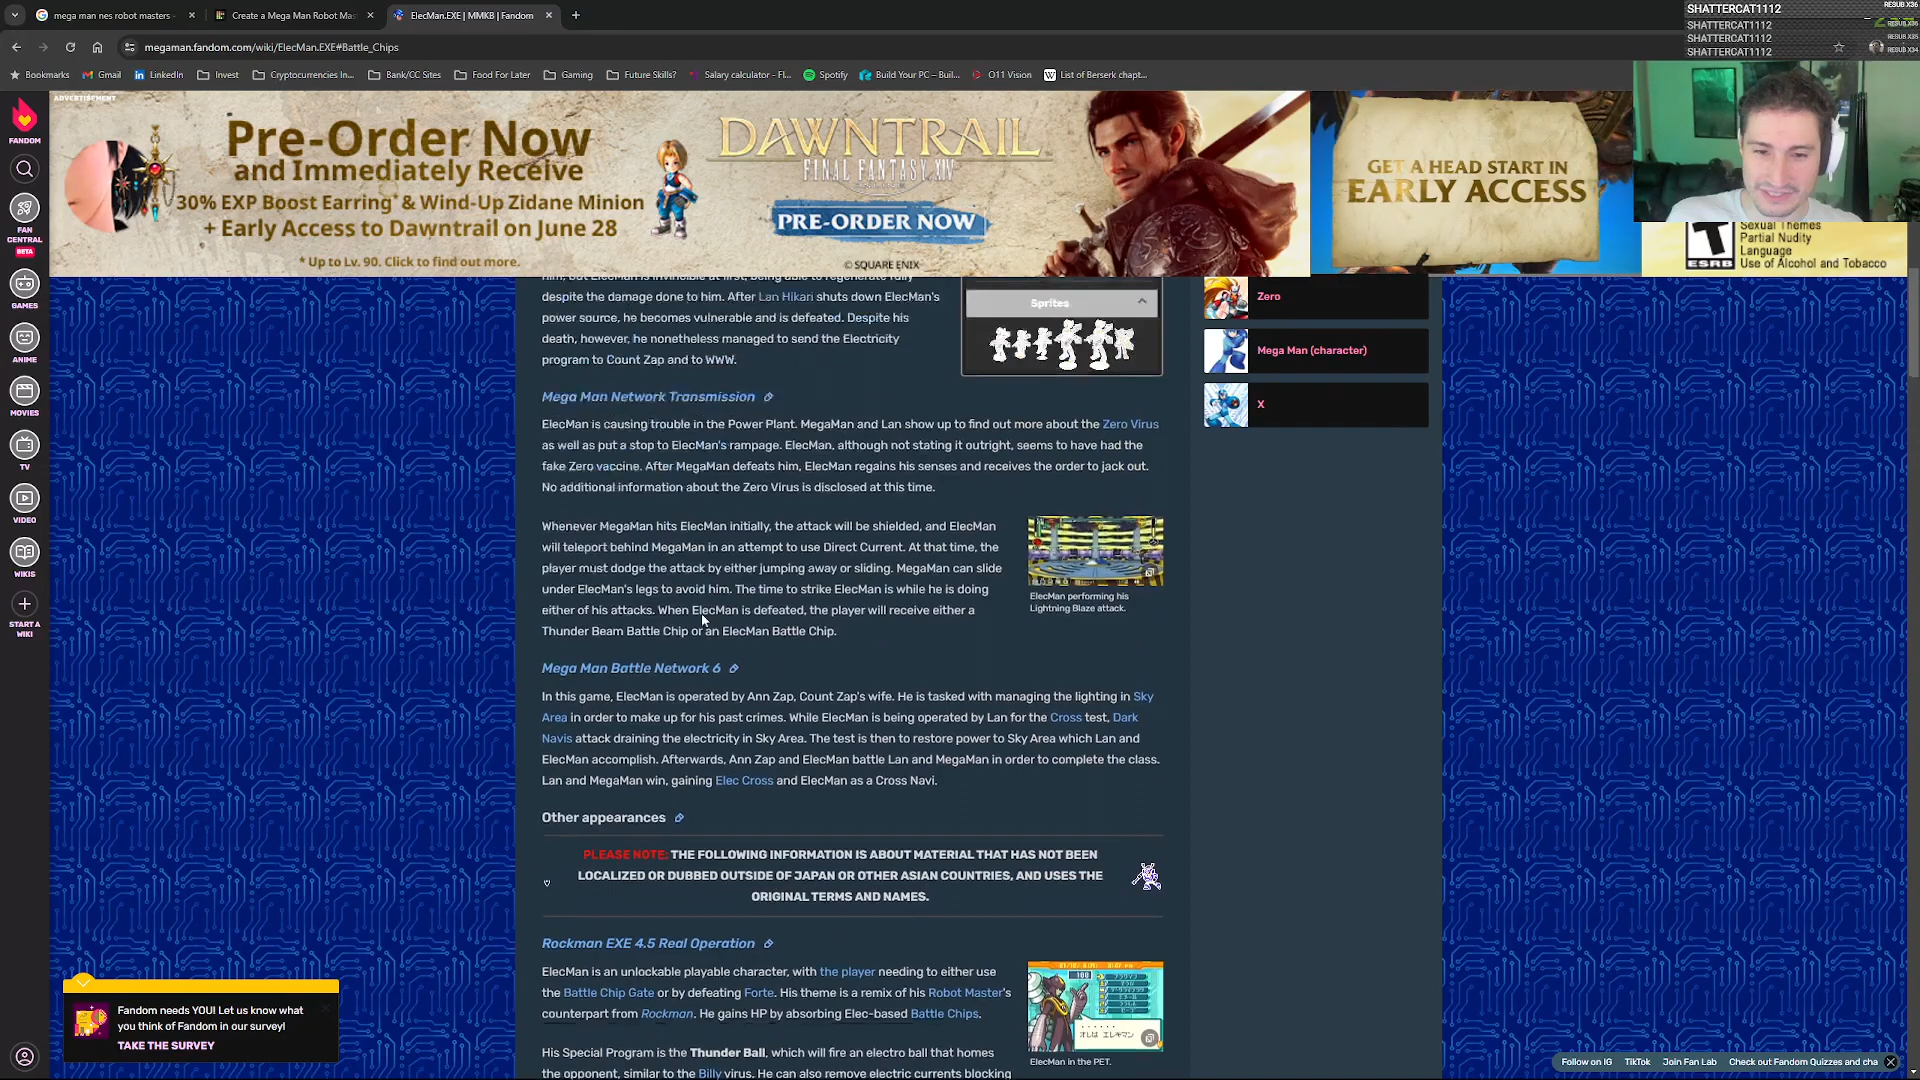 mega man nes robot masters -
Create a Mega Man Robot Mas
ElecMan.EXE | MMKB | Fandom
SHATTERCAT1112
RESUB X36
SHATTERCAT1112
SHATTERCAT1112
RESUB X35
SHATTERCAT1112
RESUB X34
megaman.fandom.com/wiki/ElecMan.EXE#Battle_Chips
Bookmarks
Gmail
LinkedIn
Invest
Cryptocurrencies In...
Bank/CC Sites
Food For Later
Gaming
Future Skills?
Salary calculator - Fl...
Spotify
Build Your PC – Buil...
O11 Vision
List of Berserk chapt...
ADVERTISEMENT
Pre-Order Now
and Immediately Receive
30% EXP Boost Earring* & Wind-Up Zidane Minion
+ Early Access to Dawntrail on June 28
* Up to Lv. 90. Click to find out more.
DAWNTRAIL
FINAL FANTASY XIV
PRE-ORDER NOW
© SQUARE ENIX
GET A HEAD START IN
EARLY ACCESS
T
ESRB
Sexual Themes
Partial Nudity
Language
Use of Alcohol and Tobacco
FANDOM
FAN
CENTRAL
BETA
GAMES
ANIME
MOVIES
TV
VIDEO
WIKIS
START A
WIKI
him, but ElecMan is invincible at first, being able to regenerate fully
despite the damage done to him. After Lan Hikari shuts down ElecMan's
power source, he becomes vulnerable and is defeated. Despite his
death, however, he nonetheless managed to send the Electricity
program to Count Zap and to WWW.
Sprites
Zero
Mega Man (character)
X
Mega Man Network Transmission
ElecMan is causing trouble in the Power Plant. MegaMan and Lan show up to find out more about the Zero Virus
as well as put a stop to ElecMan's rampage. ElecMan, although not stating it outright, seems to have had the
fake Zero vaccine. After MegaMan defeats him, ElecMan regains his senses and receives the order to jack out.
No additional information about the Zero Virus is disclosed at this time.
Whenever MegaMan hits ElecMan initially, the attack will be shielded, and ElecMan
will teleport behind MegaMan in an attempt to use Direct Current. At that time, the
player must dodge the attack by either jumping away or sliding. MegaMan can slide
under ElecMan's legs to avoid him. The time to strike ElecMan is while he is doing
either of his attacks. When ElecMan is defeated, the player will receive either a
Thunder Beam Battle Chip or an ElecMan Battle Chip.
ElecMan performing his
Lightning Blaze attack.
Mega Man Battle Network 6
In this game, ElecMan is operated by Ann Zap, Count Zap's wife. He is tasked with managing the lighting in Sky
Area in order to make up for his past crimes. While ElecMan is being operated by Lan for the Cross test, Dark
Navis attack draining the electricity in Sky Area. The test is then to restore power to Sky Area which Lan and
ElecMan accomplish. Afterwards, Ann Zap and ElecMan battle Lan and MegaMan in order to complete the class.
Lan and MegaMan win, gaining Elec Cross and ElecMan as a Cross Navi.
Other appearances
PLEASE NOTE: THE FOLLOWING INFORMATION IS ABOUT MATERIAL THAT HAS NOT BEEN
LOCALIZED OR DUBBED OUTSIDE OF JAPAN OR OTHER ASIAN COUNTRIES, AND USES THE
ORIGINAL TERMS AND NAMES.
Rockman EXE 4.5 Real Operation
ElecMan is an unlockable playable character, with the player needing to either use
the Battle Chip Gate or by defeating Forte. His theme is a remix of his Robot Master's
counterpart from Rockman. He gains HP by absorbing Elec-based Battle Chips.
His Special Program is the Thunder Ball, which will fire an electro ball that homes
the opponent, similar to the Billy virus. He can also remove electric currents blocking
ElecMan in the PET.
Fandom needs YOU! Let us know what
you think of Fandom in our survey!
TAKE THE SURVEY
Follow on IG
TikTok
Join Fan Lab
Check out Fandom Quizzes and cha